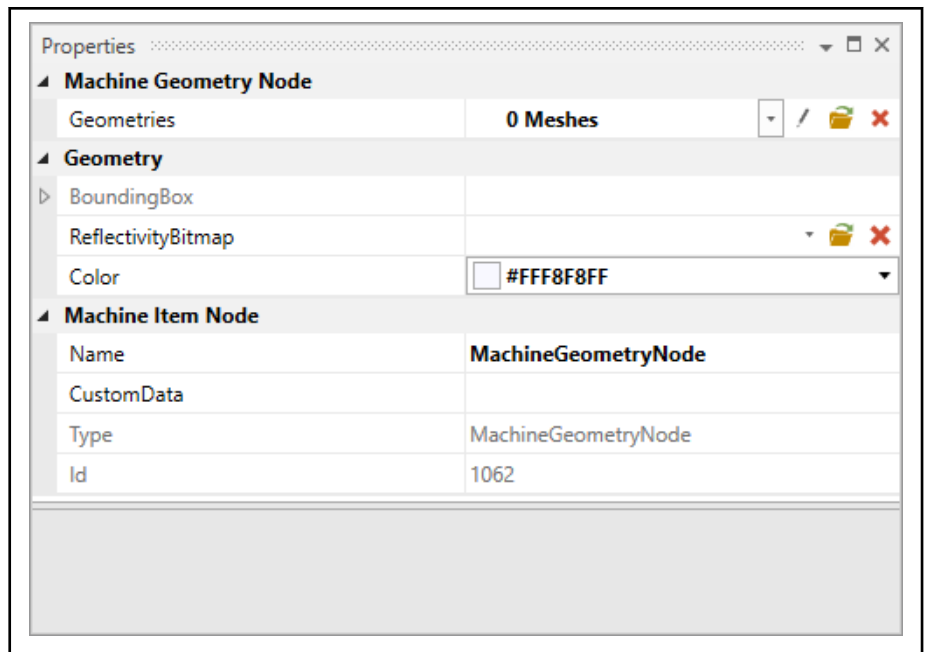 Properties
Machine Geometry Node
Geometries 0 Meshes
Geometry
BoundingBox
ReflectivityBitmap
Color #FFF8F8FF
Machine Item Node
Name MachineGeometryNode
CustomData
Type MachineGeometryNode
Id 1062